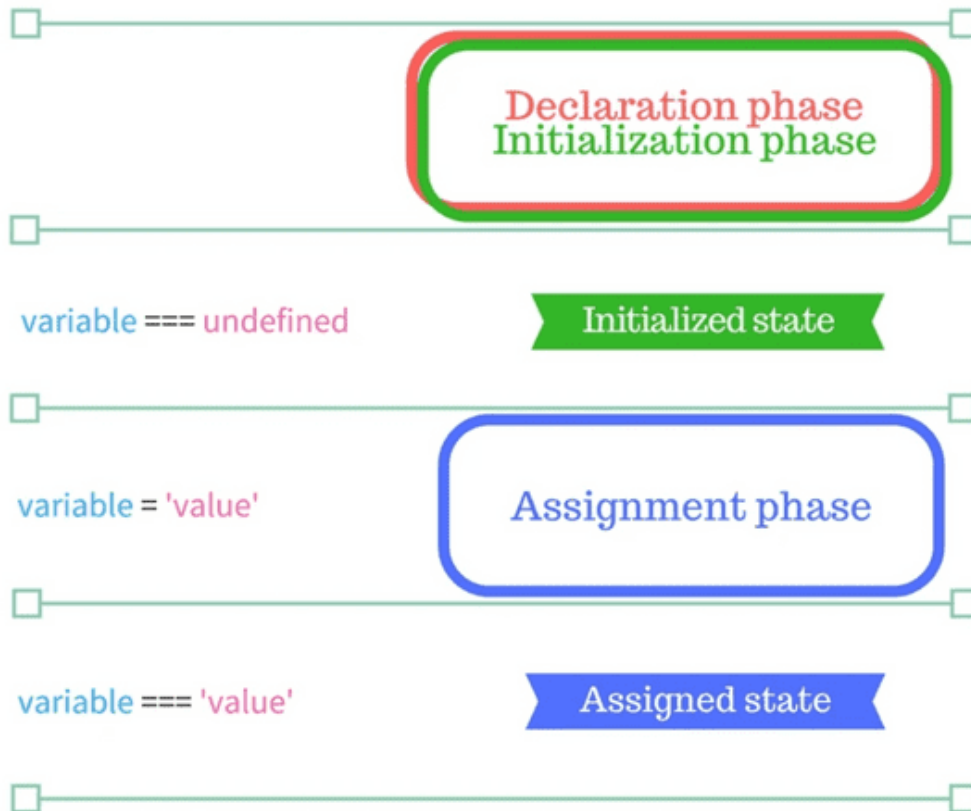 Declaration phase
Initialization phase
variable === undefined
Initialized state
variable = 'value'
Assignment phase
variable === 'value'
Assigned state